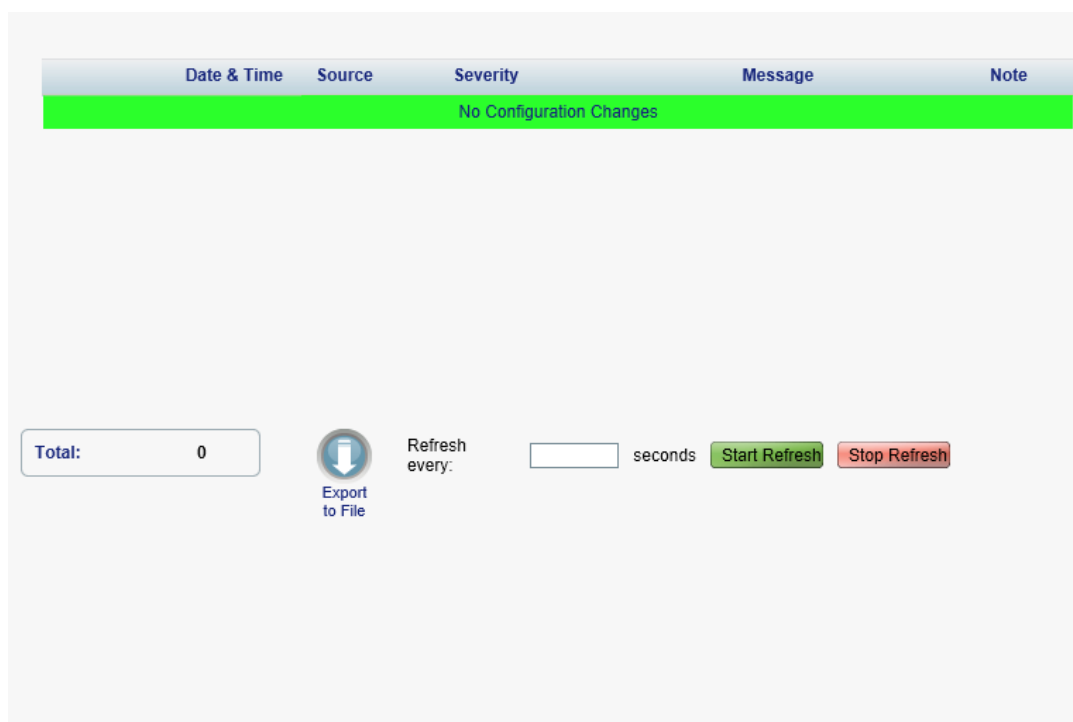 Date & Time Source Severity Message Note
No Configuration Changes
Total: 0
Export
to File
Refresh
every:
seconds
Start Refresh
Stop Refresh